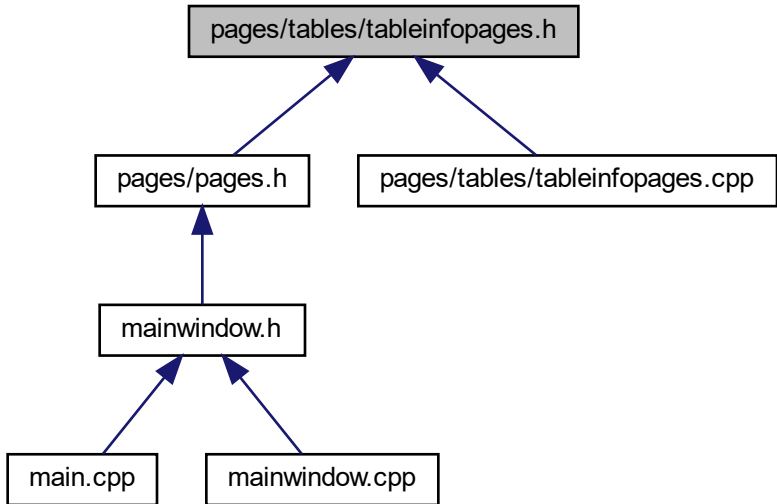 pages/tables/tableinfopages.h
pages/pages.h
pages/tables/tableinfopages.cpp
mainwindow.h
main.cpp
mainwindow.cpp